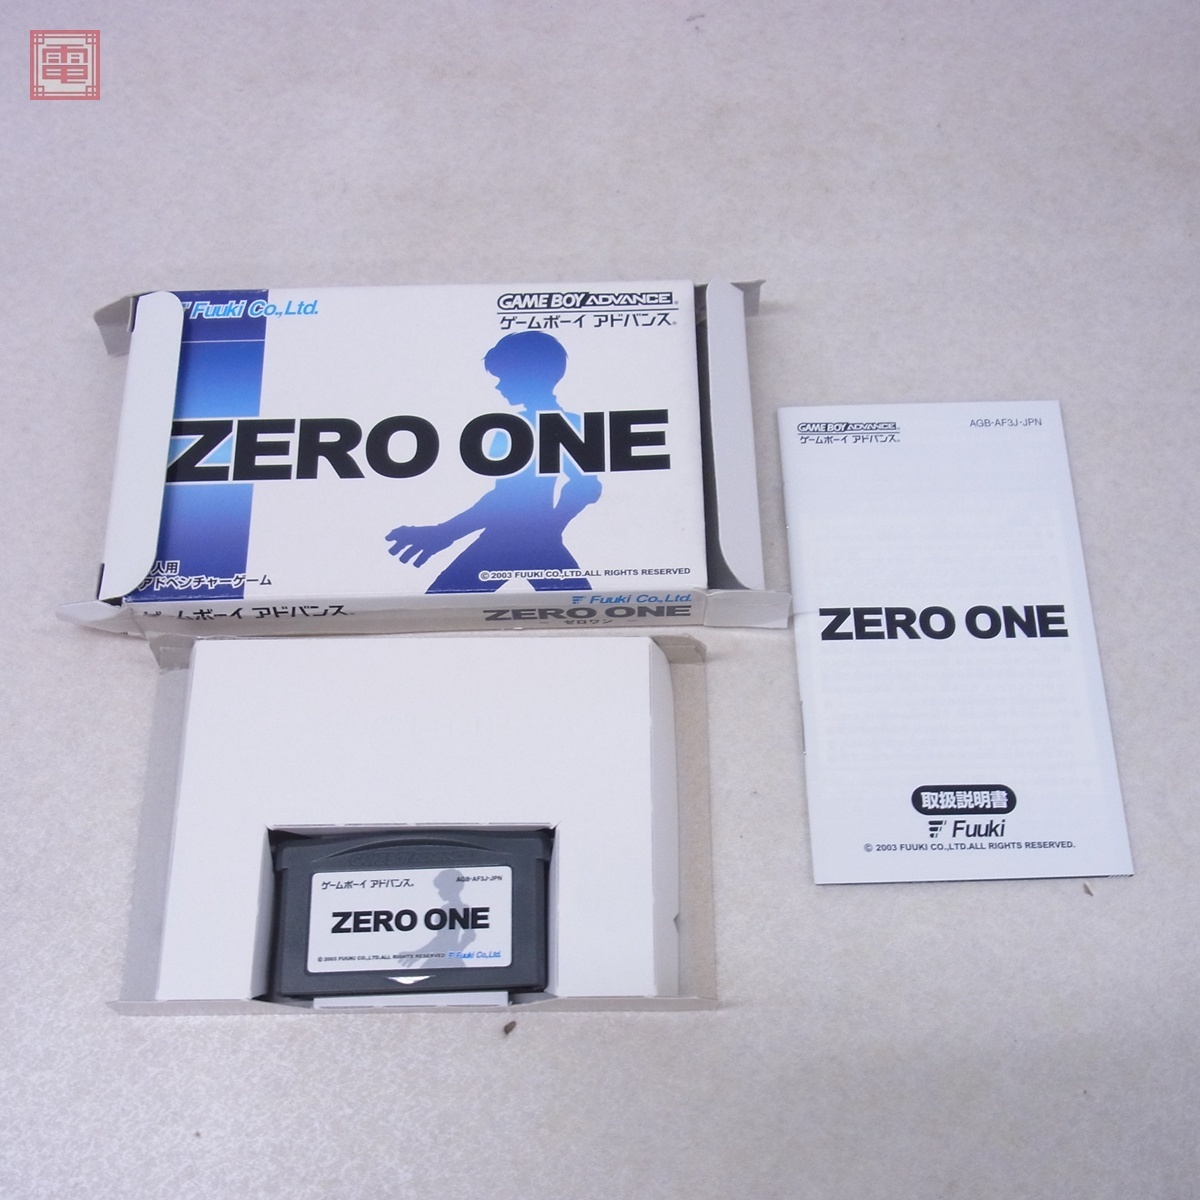 電
Fuuki Co.,Ltd.
GAME BOY ADVANCE
ゲームボーイ アドバンス®
ZERO ONE
人用
アドベンチャーゲーム
© 2003 FUUKI CO.,LTD.ALL RIGHTS RESERVED
ゲームボーイ アドバンス®
Fuuki Co.,Ltd.
ZERO ONE
ゼロワン
GAME BOY ADVANCE
ゲームボーイ アドバンス®
AGB-AF3J-JPN
ZERO ONE
取扱説明書
Fuuki
© 2003 FUUKI CO.,LTD.ALL RIGHTS RESERVED.
ゲームボーイ アドバンス®
AGB-AF3J-JPN
ZERO ONE
© 2003 FUUKI CO.,LTD.ALL RIGHTS RESERVED.
Fuuki Co.,Ltd.